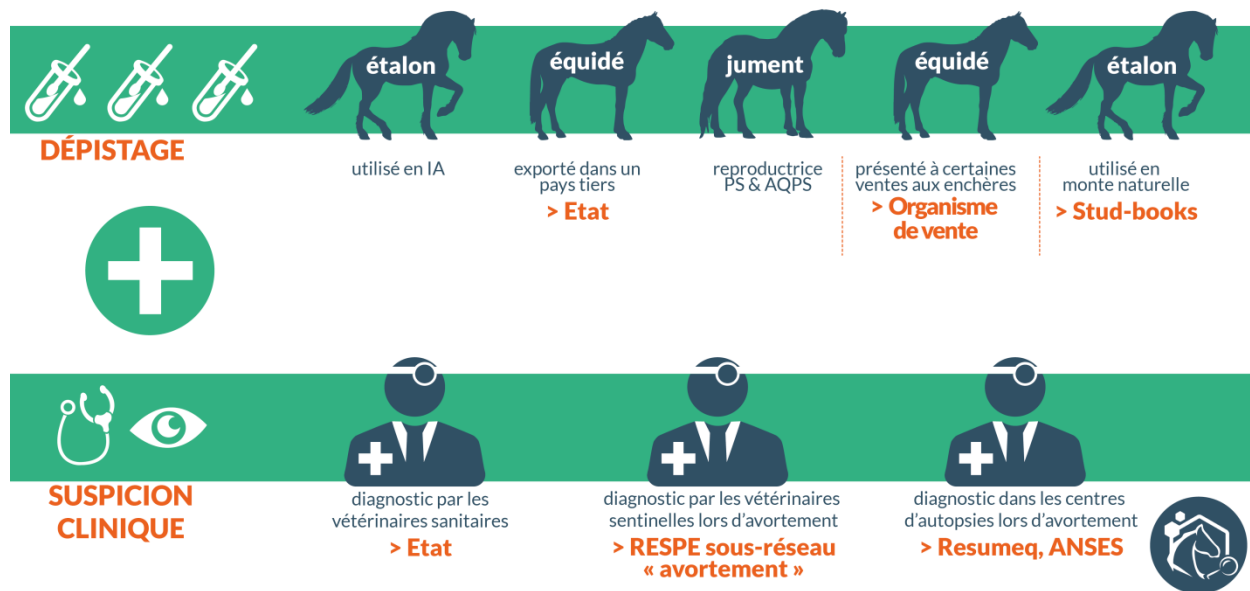 étalon
équidé
jument
équidé
étalon
DÉPISTAGE
utilisé en IA
exporté dans un
pays tiers
> Etat
reproductrice
PS & AQPS
présenté à certaines
ventes aux enchères
> Organisme
de vente
utilisé en
monte naturelle
> Stud-books
SUSPICION
CLINIQUE
diagnostic par les
vétérinaires sanitaires
> Etat
diagnostic par les vétérinaires
sentinelles lors d’avortement
> RESPE sous-réseau
« avortement »
diagnostic dans les centres
d’autopsies lors d’avortement
> Resumeq, ANSES